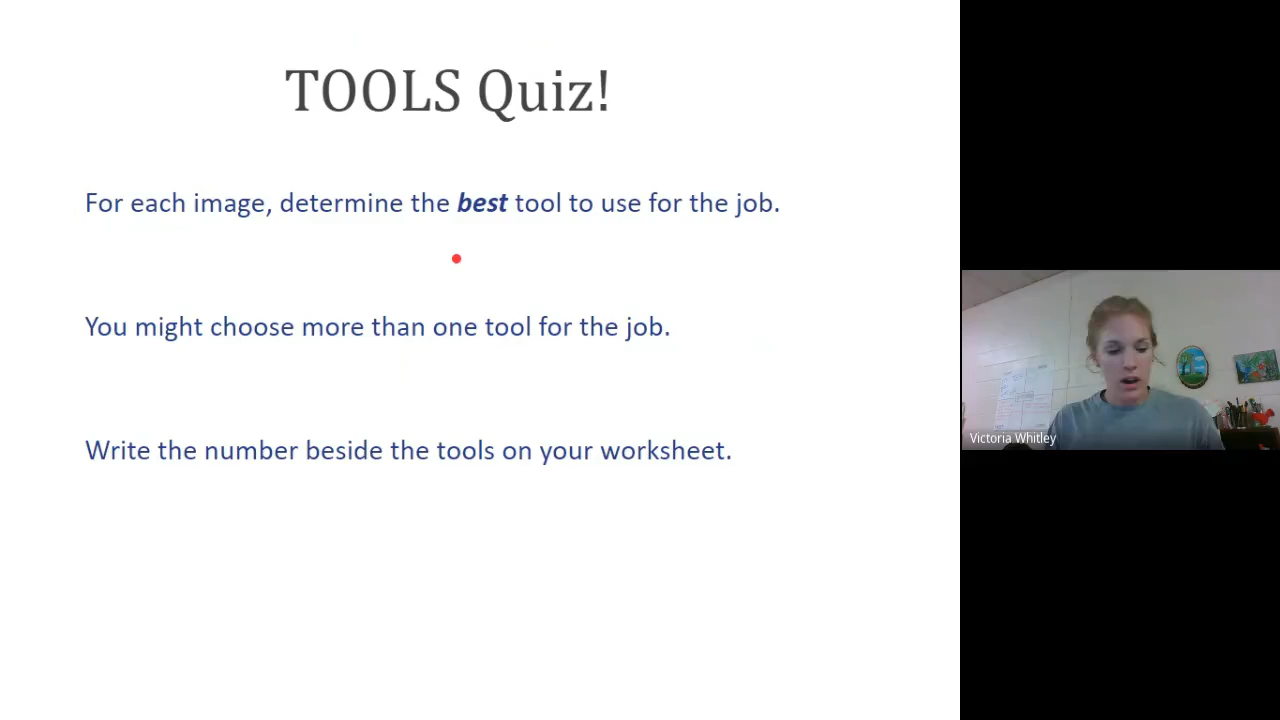 TOOLS Quiz!
For each image, determine the best tool to use for the job.
You might choose more than one tool for the job.
Write the number beside the tools on your worksheet.
Victoria Whitley